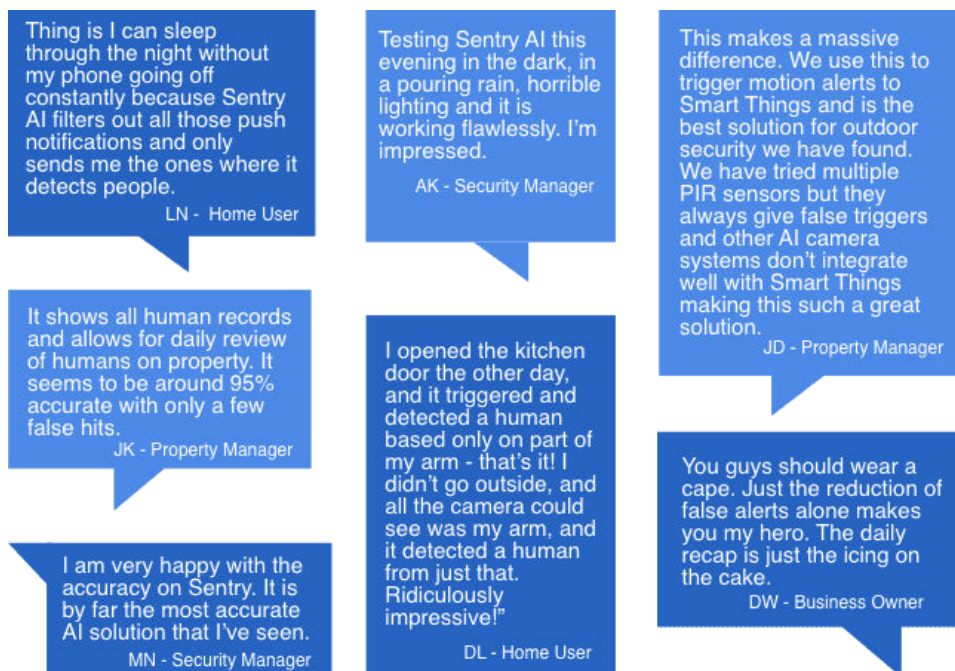 Thing is I can sleep
through the night without
my phone going off
constantly because Sentry
AI filters out all those push
notifications and only
sends me the ones where it
detects people.
LN - Home User
Testing Sentry AI this
evening in the dark, in
a pouring rain, horrible
lighting and it is
working flawlessly. I'm
impressed.
AK - Security Manager
This makes a massive
difference. We use this to
trigger motion alerts to
Smart Things and is the
best solution for outdoor
security we have found.
We have tried multiple
PIR sensors but they
always give false triggers
and other AI camera
systems don't integrate
well with Smart Things
making this such a great
solution.
JD - Property Manager
It shows all human records
and allows for daily review
of humans on property. It
seems to be around 95%
accurate with only a few
false hits.
JK - Property Manager
I opened the kitchen
door the other day,
and it triggered and
detected a human
based only on part of
my arm - that's it! I
didn't go outside, and
all the camera could
see was my arm, and
it detected a human
from just that.
Ridiculously
impressive!”
DL - Home User
You guys should wear a
cape. Just the reduction of
false alerts alone makes
you my hero. The daily
recap is just the icing on
the cake.
DW - Business Owner
I am very happy with the
accuracy on Sentry. It is
by far the most accurate
AI solution that I've seen.
MN - Security Manager